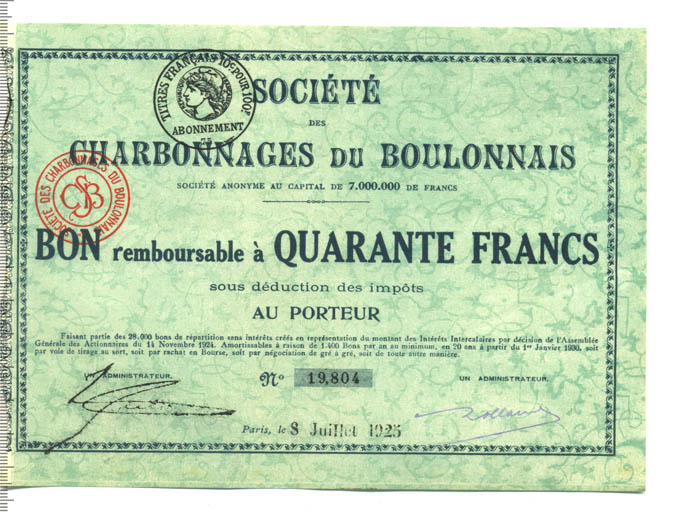 TITRES FRANÇAIS 10c POUR 100f
ABONNEMENT
SOCIÉTÉ
DES
CHARBONNAGES DU BOULONNAIS
SOCIÉTÉ ANONYME AU CAPITAL DE 7.000.000 DE FRANCS
SOCIÉTÉ DES CHARBONNAGES DU BOULONNAIS
BON remboursable à QUARANTE FRANCS
sous déduction des impôts
AU PORTEUR
Faisant partie des 28.000 bons de répartition sans intérêts créés en représentation du montant des Intérêts Intercalaires par décision de l'Assemblée
Générale des Actionnaires du 14 Novembre 1924. Amortissables à raison de 1.400 Bons par an au minimum, en 20 ans à partir du 1er Janvier 1930, soit
par voie de tirage au sort, soit par rachat en Bourse, soit par négociation de gré à gré, soit de toute autre manière.
UN ADMINISTRATEUR.
No 19,804
UN ADMINISTRATEUR.
Paris, le 8 Juillet 1925